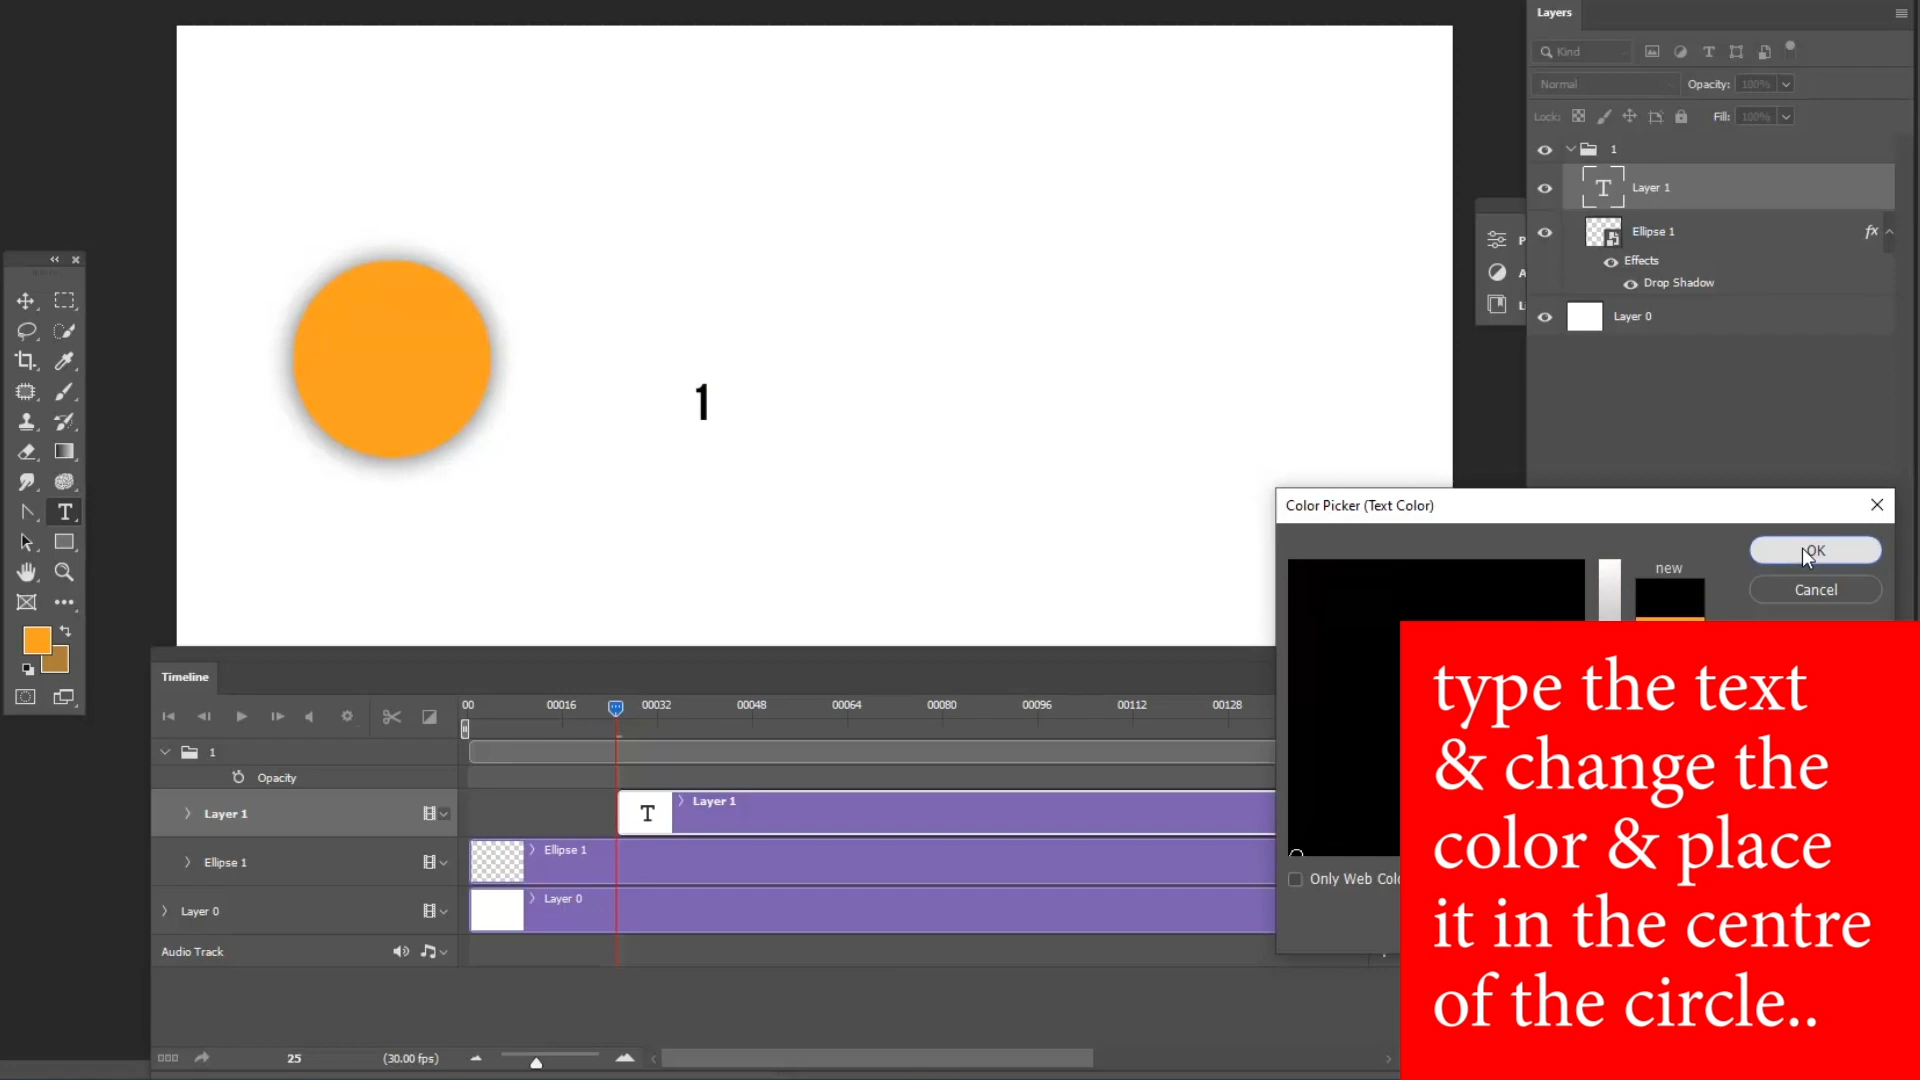 Layers
Kind
Normal
Opacity: 100%
Lock:
Fill: 100%
1
T Layer 1
Ellipse 1 fx
Effects
Drop Shadow
Layer 0
1
Color Picker (Text Color)
OK
new
Cancel
Only Web Colo
Timeline
00 00016 00032 00048 00064 00080 00096 00112 00128
1
Opacity
Layer 1
T Layer 1
Ellipse 1
Ellipse 1
Layer 0
Layer 0
Audio Track
25 (30.00 fps)
type the text
& change the
color & place
it in the centre
of the circle..